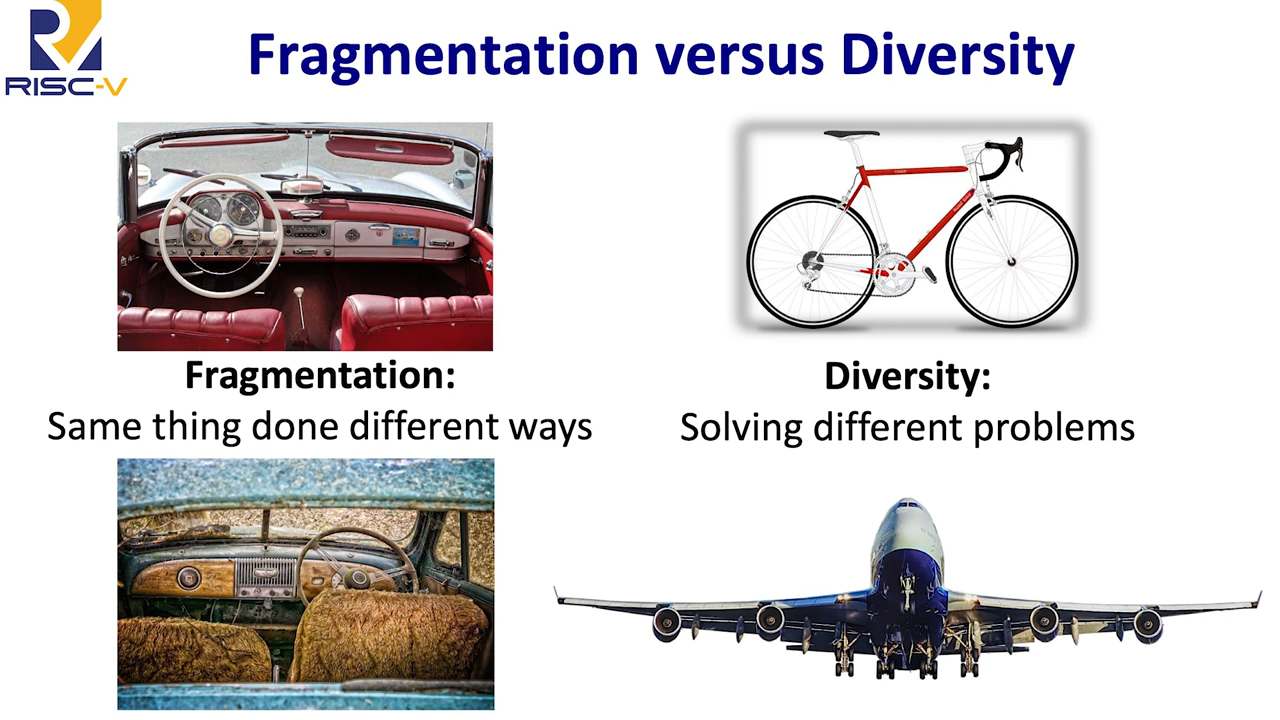 RISC-V
Fragmentation versus Diversity
Fragmentation:
Same thing done different ways
Diversity:
Solving different problems